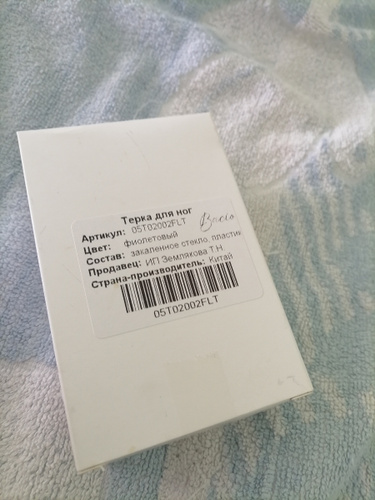 Терка для ног
Артикул: 05T02002FLT
Цвет: фиолетовый
Состав: закаленное стекло, пластик
Продавец: ИП Землякова Т.Н
Страна-производитель: Китай
05T02002FLT